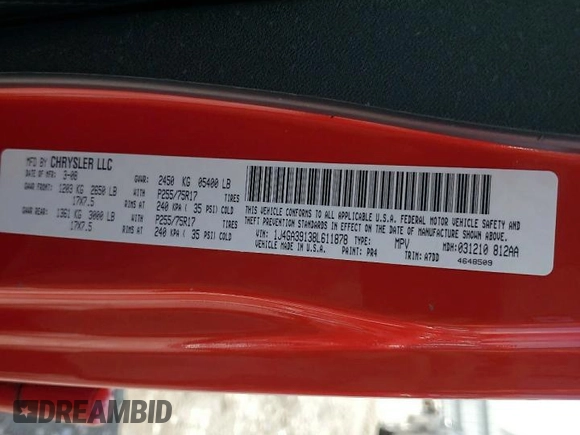 MFD BY CHRYSLER LLC
DATE OF MFR: 3-08 GVWR: 2450 KG 05400 LB
GAWR FRONT: 1203 KG 2650 LB WITH P255/75R17 TIRES
17X7.5 RIMS AT 240 KPA ( 35 PSI) COLD
GAWR REAR: 1361 KG 3000 LB WITH P255/75R17 TIRES
17X7.5 RIMS AT 240 KPA ( 35 PSI) COLD
THIS VEHICLE CONFORMS TO ALL APPLICABLE U.S.A. FEDERAL MOTOR VEHICLE SAFETY AND
THEFT PREVENTION STANDARDS IN EFFECT ON THE DATE OF MANUFACTURE SHOWN ABOVE.
VIN: 1J4GA39138L611878 TYPE: MPV MDH: 031210 812AA
MADE IN U.S.A. PAINT: PR4 TRIM: A7DD 4648509
DREAMBID